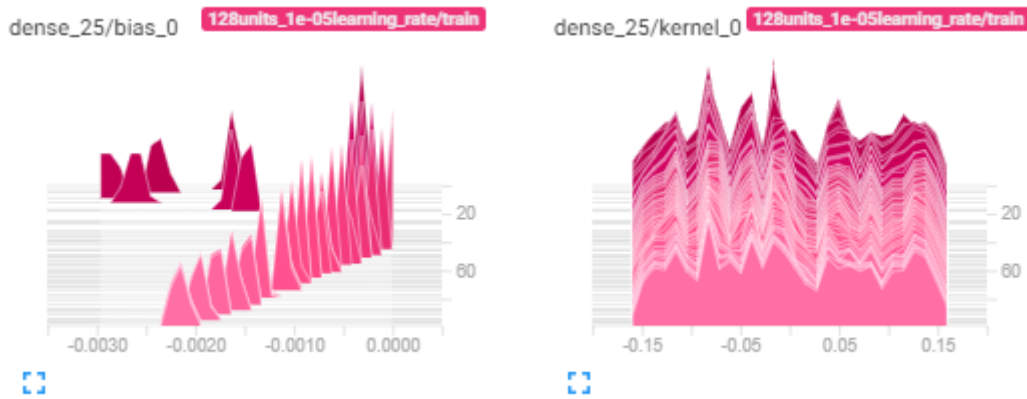 dense_25/bias_0
128units_1e-05learning_rate/train
20
60
-0.0030 -0.0020 -0.0010 0.0000
dense_25/kernel_0
128units_1e-05learning_rate/train
20
60
-0.15 -0.05 0.05 0.15